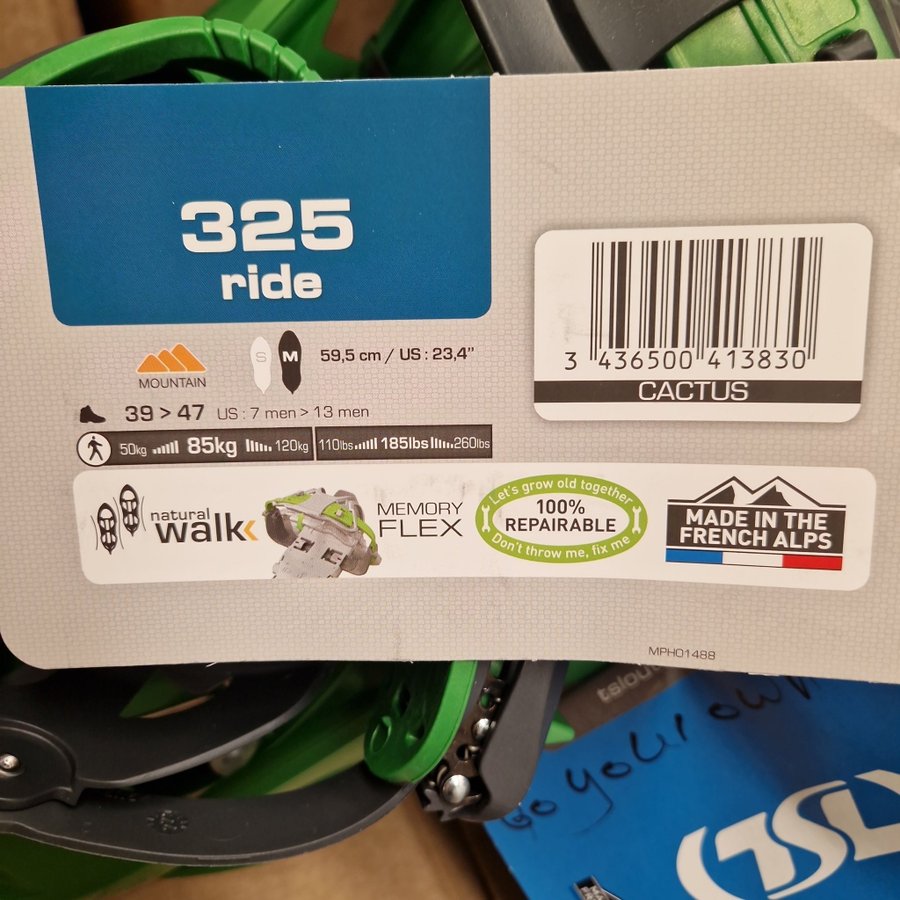 325
ride
MOUNTAIN
S M 59,5 cm / US : 23,4"
39 > 47 US : 7 men > 13 men
50kg 85kg 120kg 110lbs 185lbs 260lbs
3 436500 413830
CACTUS
natural
walk
MEMORY
FLEX
Let's grow old together
100%
REPAIRABLE
Don't throw me, fix me
MADE IN THE
FRENCH ALPS
MPH01488
Go your own
TSL